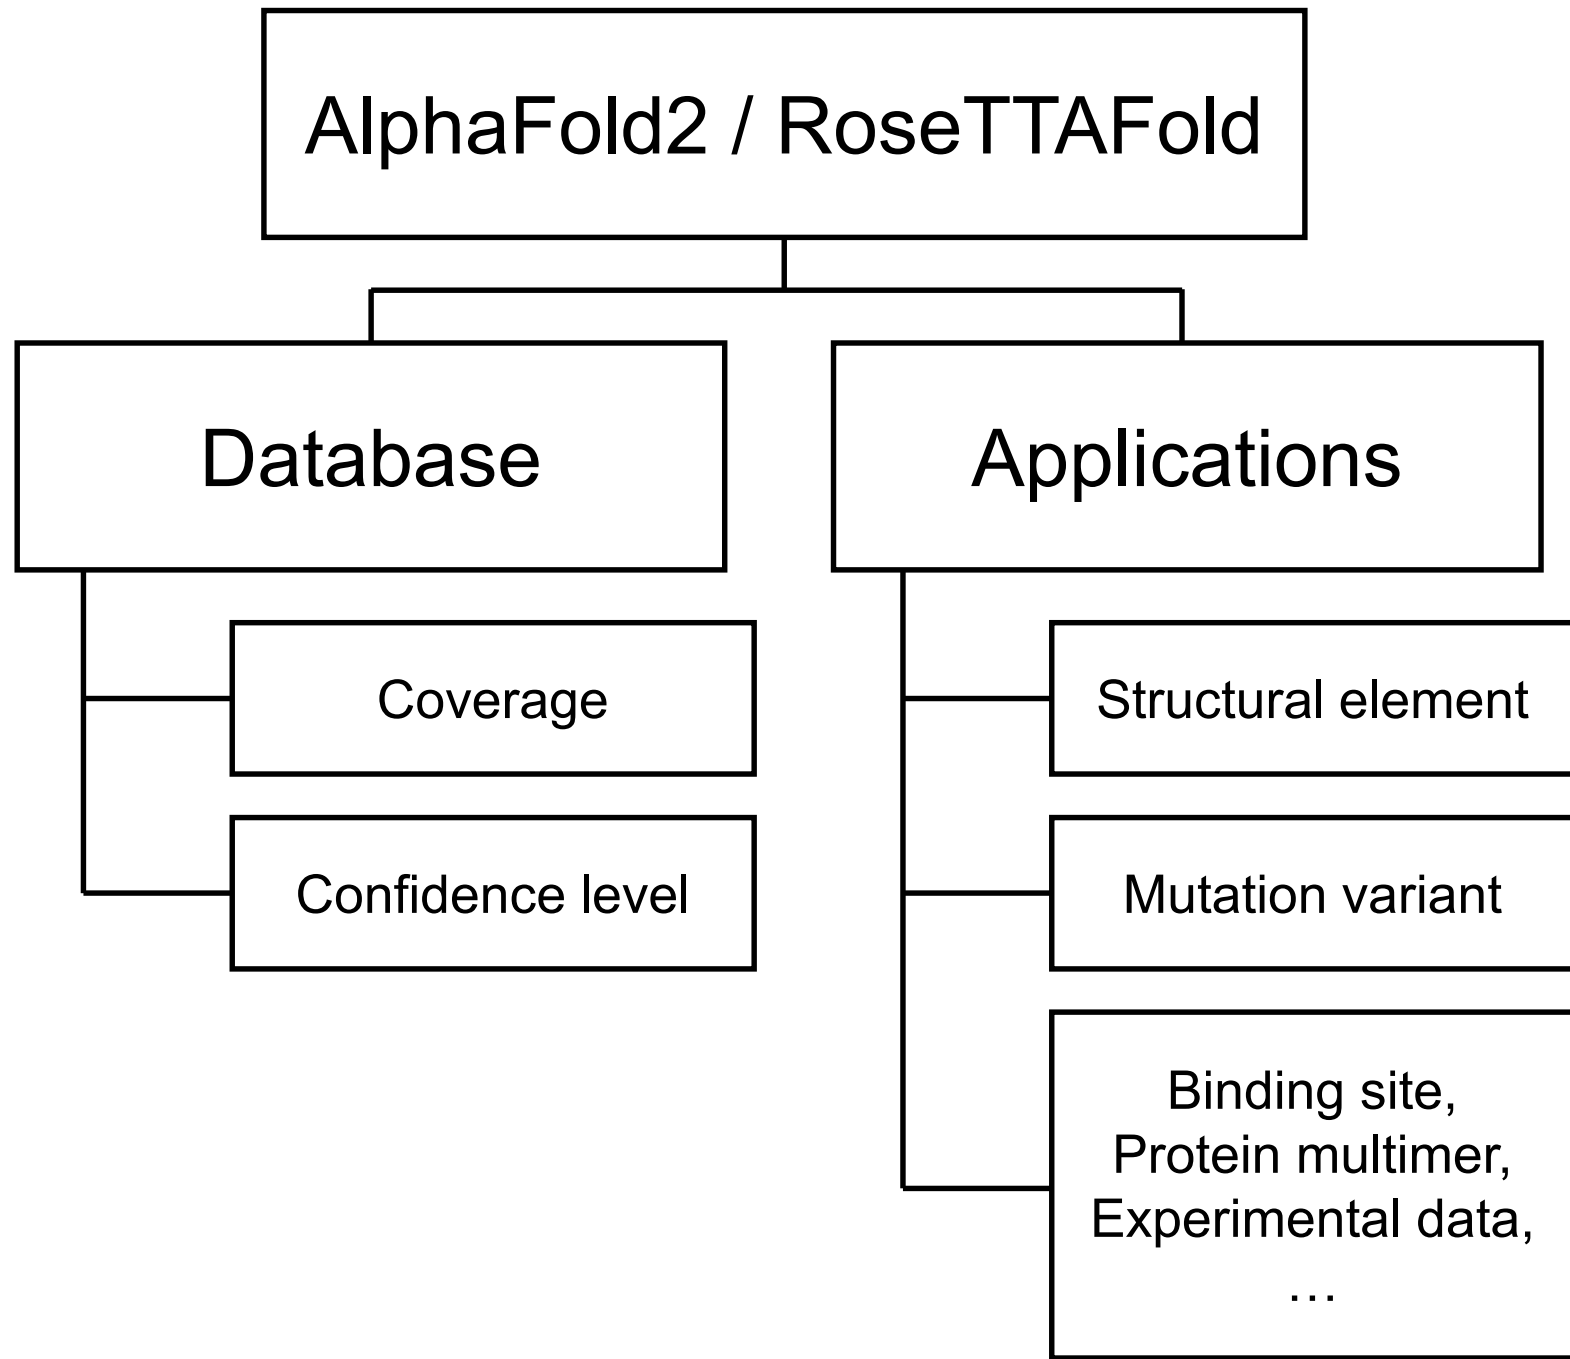 AlphaFold2 / RoseTTAFold
Database
Applications
Coverage
Confidence level
Structural element
Mutation variant
Binding site,
Protein multimer,
Experimental data,
…